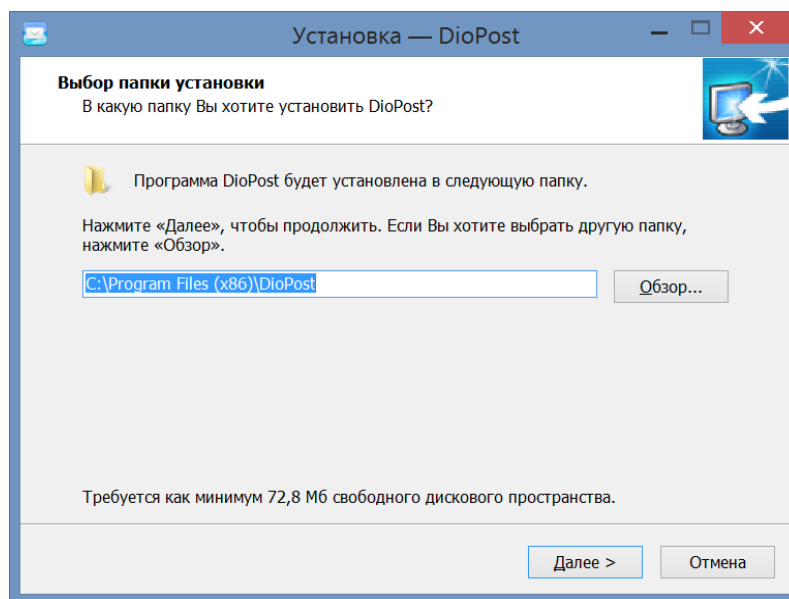 Установка — DioPost
Выбор папки установки
В какую папку Вы хотите установить DioPost?
Программа DioPost будет установлена в следующую папку.
Нажмите «Далее», чтобы продолжить. Если Вы хотите выбрать другую папку,
нажмите «Обзор».
C:\Program Files (x86)\DioPost
Обзор...
Требуется как минимум 72,8 Мб свободного дискового пространства.
Далее >
Отмена